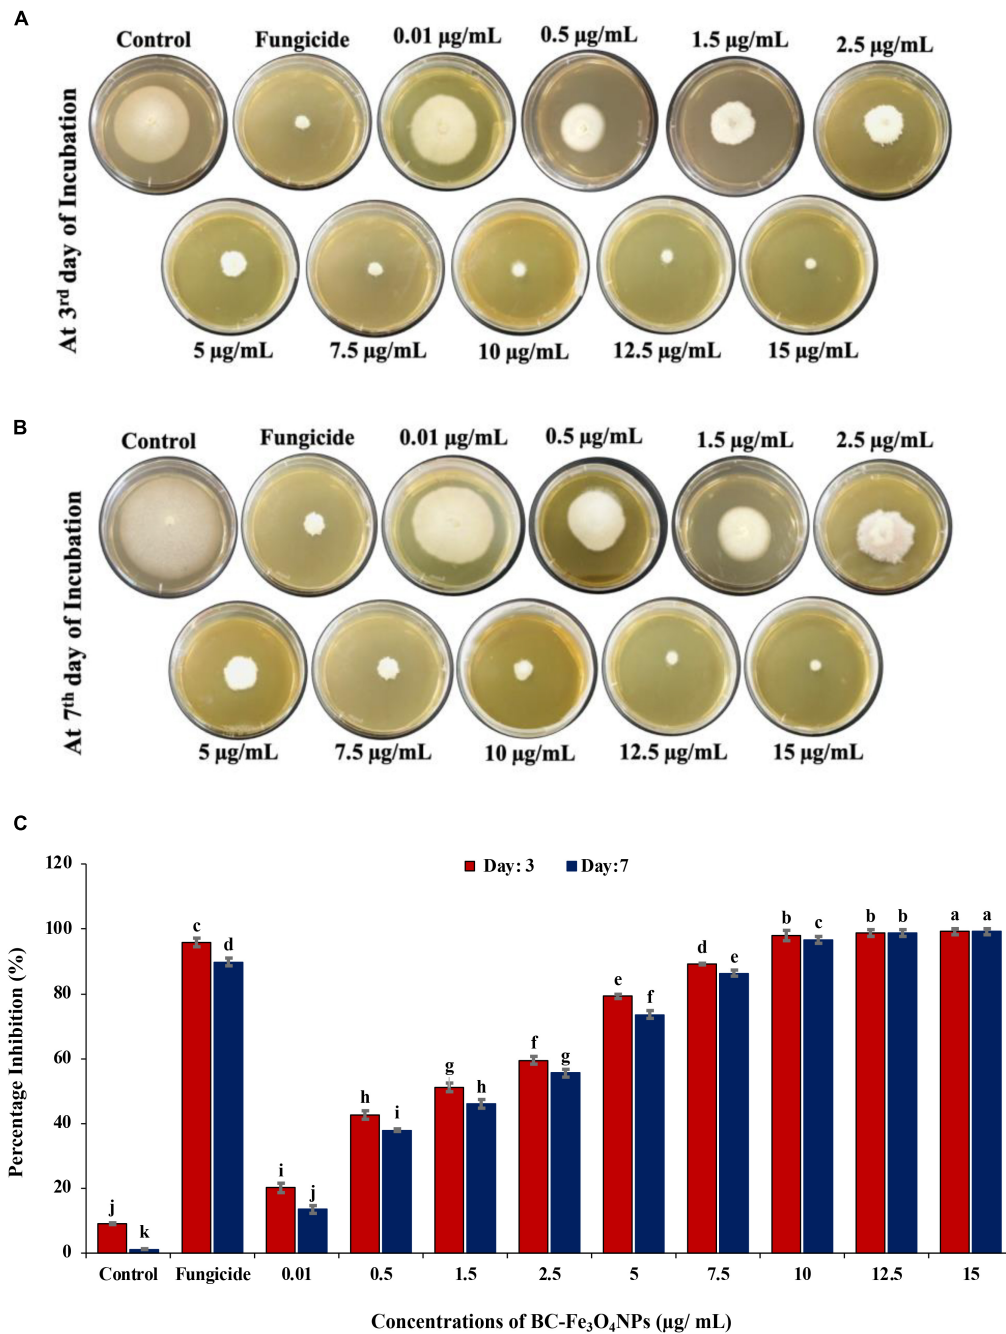 A
Control Fungicide 0.01 µg/mL 0.5 µg/mL 1.5 µg/mL 2.5 µg/mL
At 3rd day of Incubation
5 µg/mL 7.5 µg/mL 10 µg/mL 12.5 µg/mL 15 µg/mL
B
Control Fungicide 0.01 µg/mL 0.5 µg/mL 1.5 µg/mL 2.5 µg/mL
At 7th day of Incubation
5 µg/mL 7.5 µg/mL 10 µg/mL 12.5 µg/mL 15 µg/mL
C
Day: 3 Day:7
Percentage Inhibition (%)
120
100
80
60
40
20
0
j k c d i j h i g h f g e f d e b c b b a a
Control Fungicide 0.01 0.5 1.5 2.5 5 7.5 10 12.5 15
Concentrations of BC-Fe₃O₄NPs (µg/ mL)